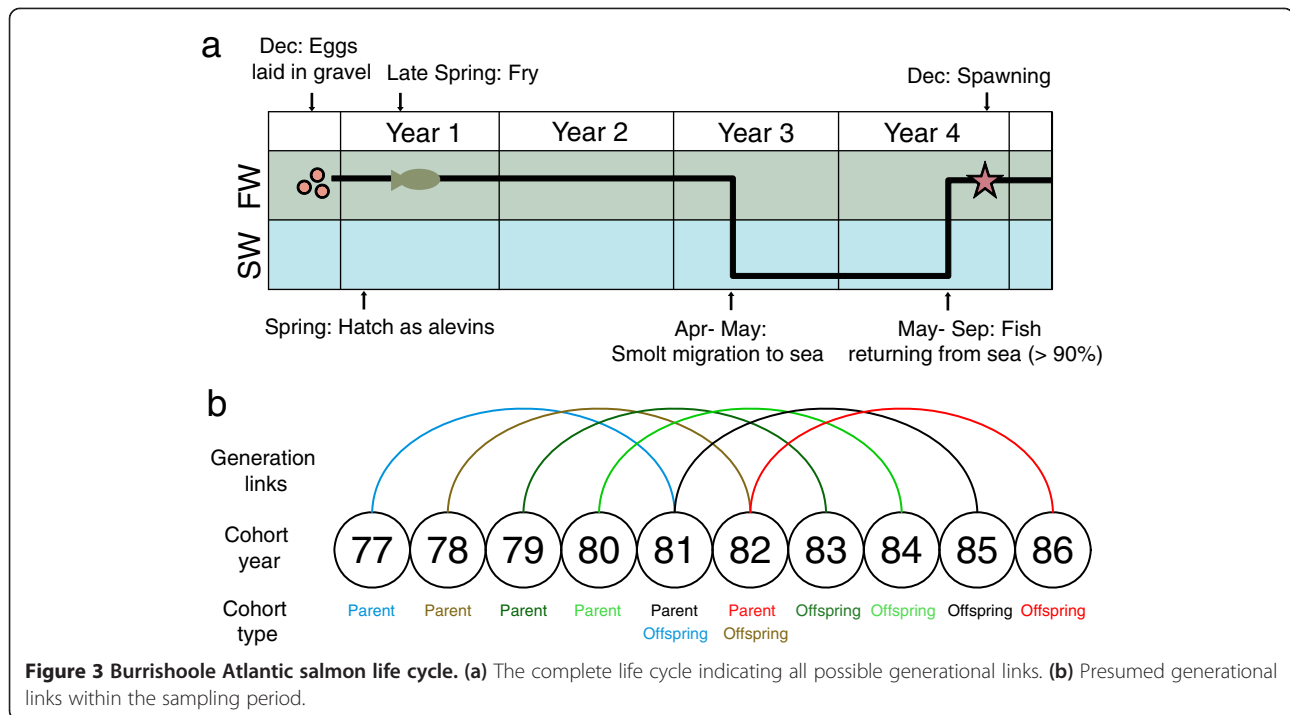 a
Dec: Eggs
laid in gravel
Late Spring: Fry
Dec: Spawning
Year 1
Year 2
Year 3
Year 4
FW
SW
Spring: Hatch as alevins
Apr- May:
Smolt migration to sea
May- Sep: Fish
returning from sea (> 90%)
b
Generation
links
Cohort
year
77 78 79 80 81 82 83 84 85 86
Cohort
type
Parent Parent Parent Parent Parent Parent Offspring Offspring Offspring Offspring
Offspring Offspring
Figure 3 Burrishoole Atlantic salmon life cycle. (a) The complete life cycle indicating all possible generational links. (b) Presumed generational
links within the sampling period.